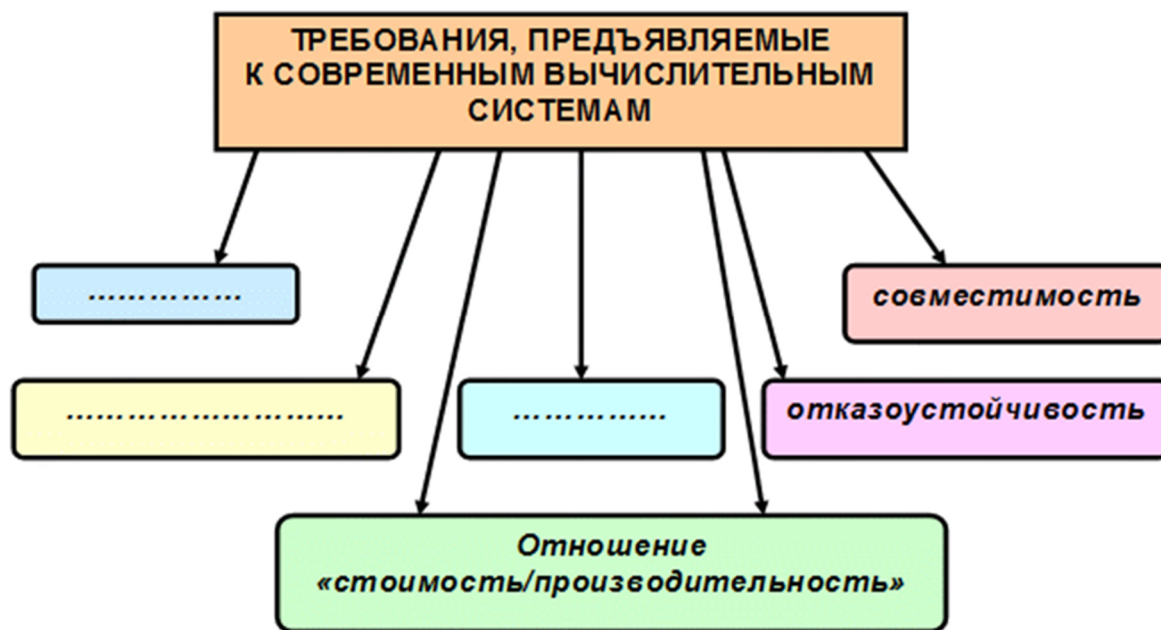 ТРЕБОВАНИЯ, ПРЕДЪЯВЛЯЕМЫЕ
К СОВРЕМЕННЫМ ВЫЧИСЛИТЕЛЬНЫМ
СИСТЕМАМ
……………
совместимость
………………………
……………
отказоустойчивость
Отношение
«стоимость/производительность»